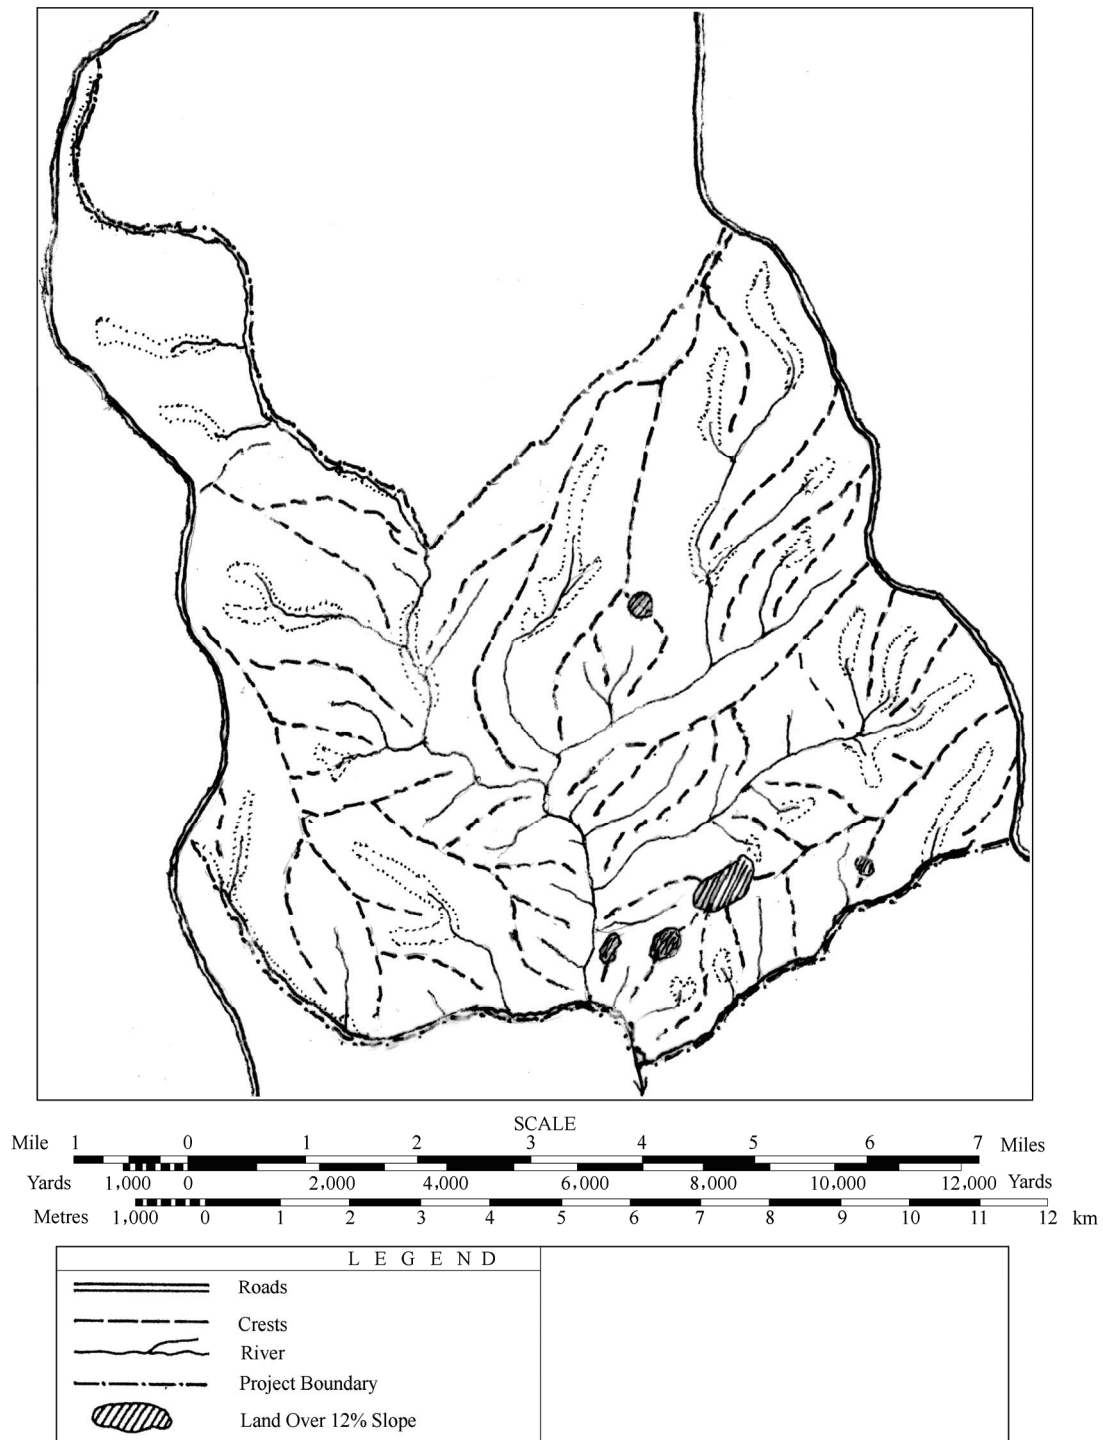 SCALE
Mile 1 0 1 2 3 4 5 6 7 Miles
Yards 1,000 0 2,000 4,000 6,000 8,000 10,000 12,000 Yards
Metres 1,000 0 1 2 3 4 5 6 7 8 9 10 11 12 km
LEGEND
Roads
Crests
River
Project Boundary
Land Over 12% Slope